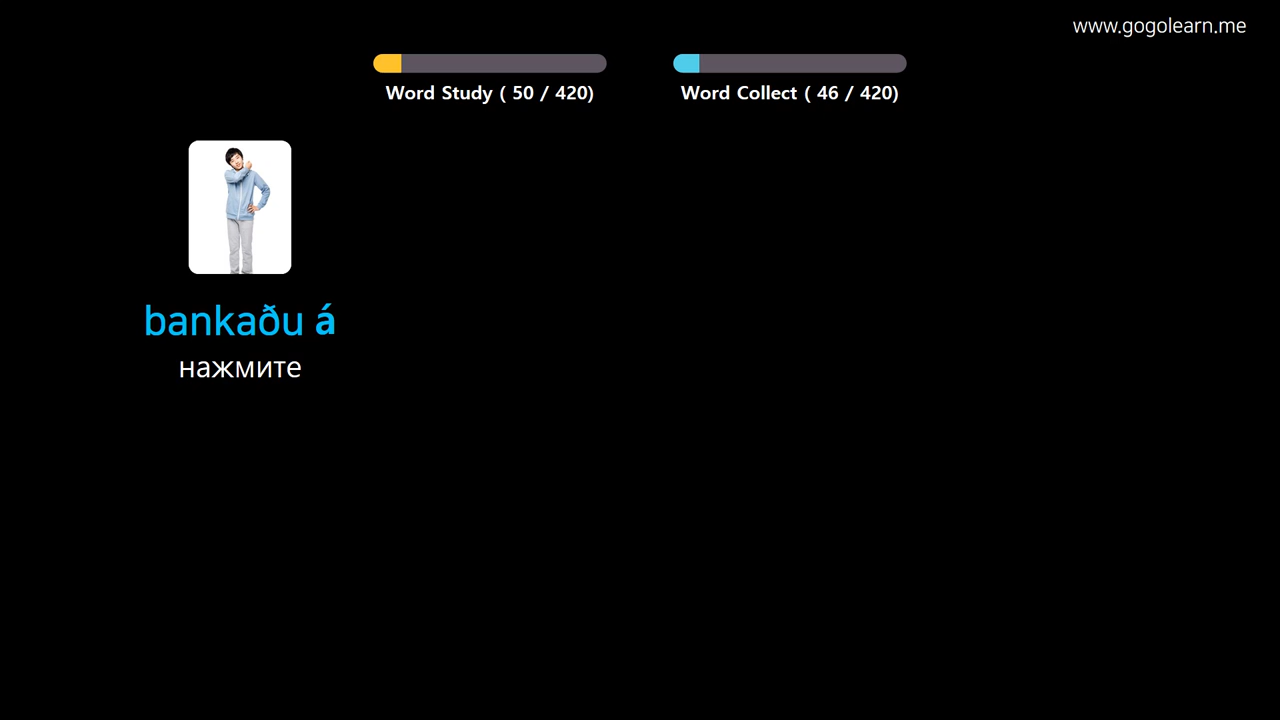 www.gogolearn.me
Word Study ( 50 / 420)
Word Collect ( 46 / 420)
bankaðu á
нажмите